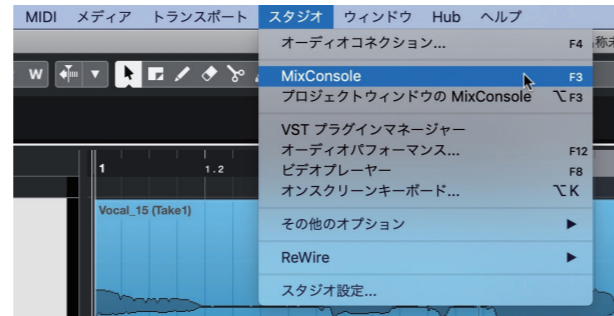 MIDI メディア トランスポート スタジオ ウィンドウ Hub ヘルプ
オーディオコネクション... F4
W
MixConsole F3
プロジェクトウィンドウの MixConsole ⌥F3
VST プラグインマネージャー
オーディオパフォーマンス... F12
ビデオプレーヤー F8
オンスクリーンキーボード... ⌥K
1 1.2
Vocal_15 (Take1)
その他のオプション ▶
ReWire ▶
スタジオ設定...